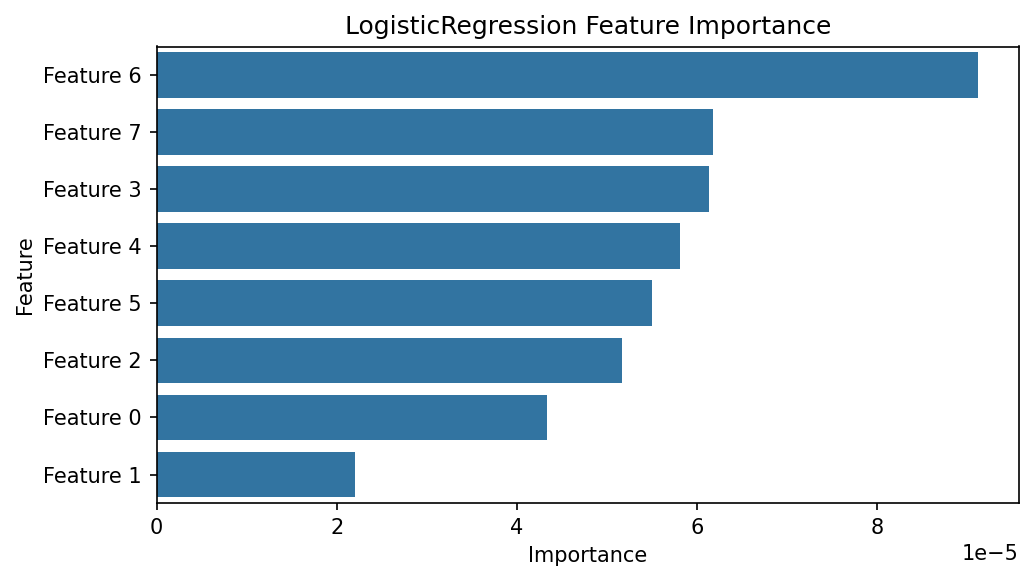 LogisticRegression Feature Importance
Feature 6
Feature 7
Feature 3
Feature 4
Feature 5
Feature 2
Feature 0
Feature 1
Feature
0 2 4 6 8
1e−5
Importance